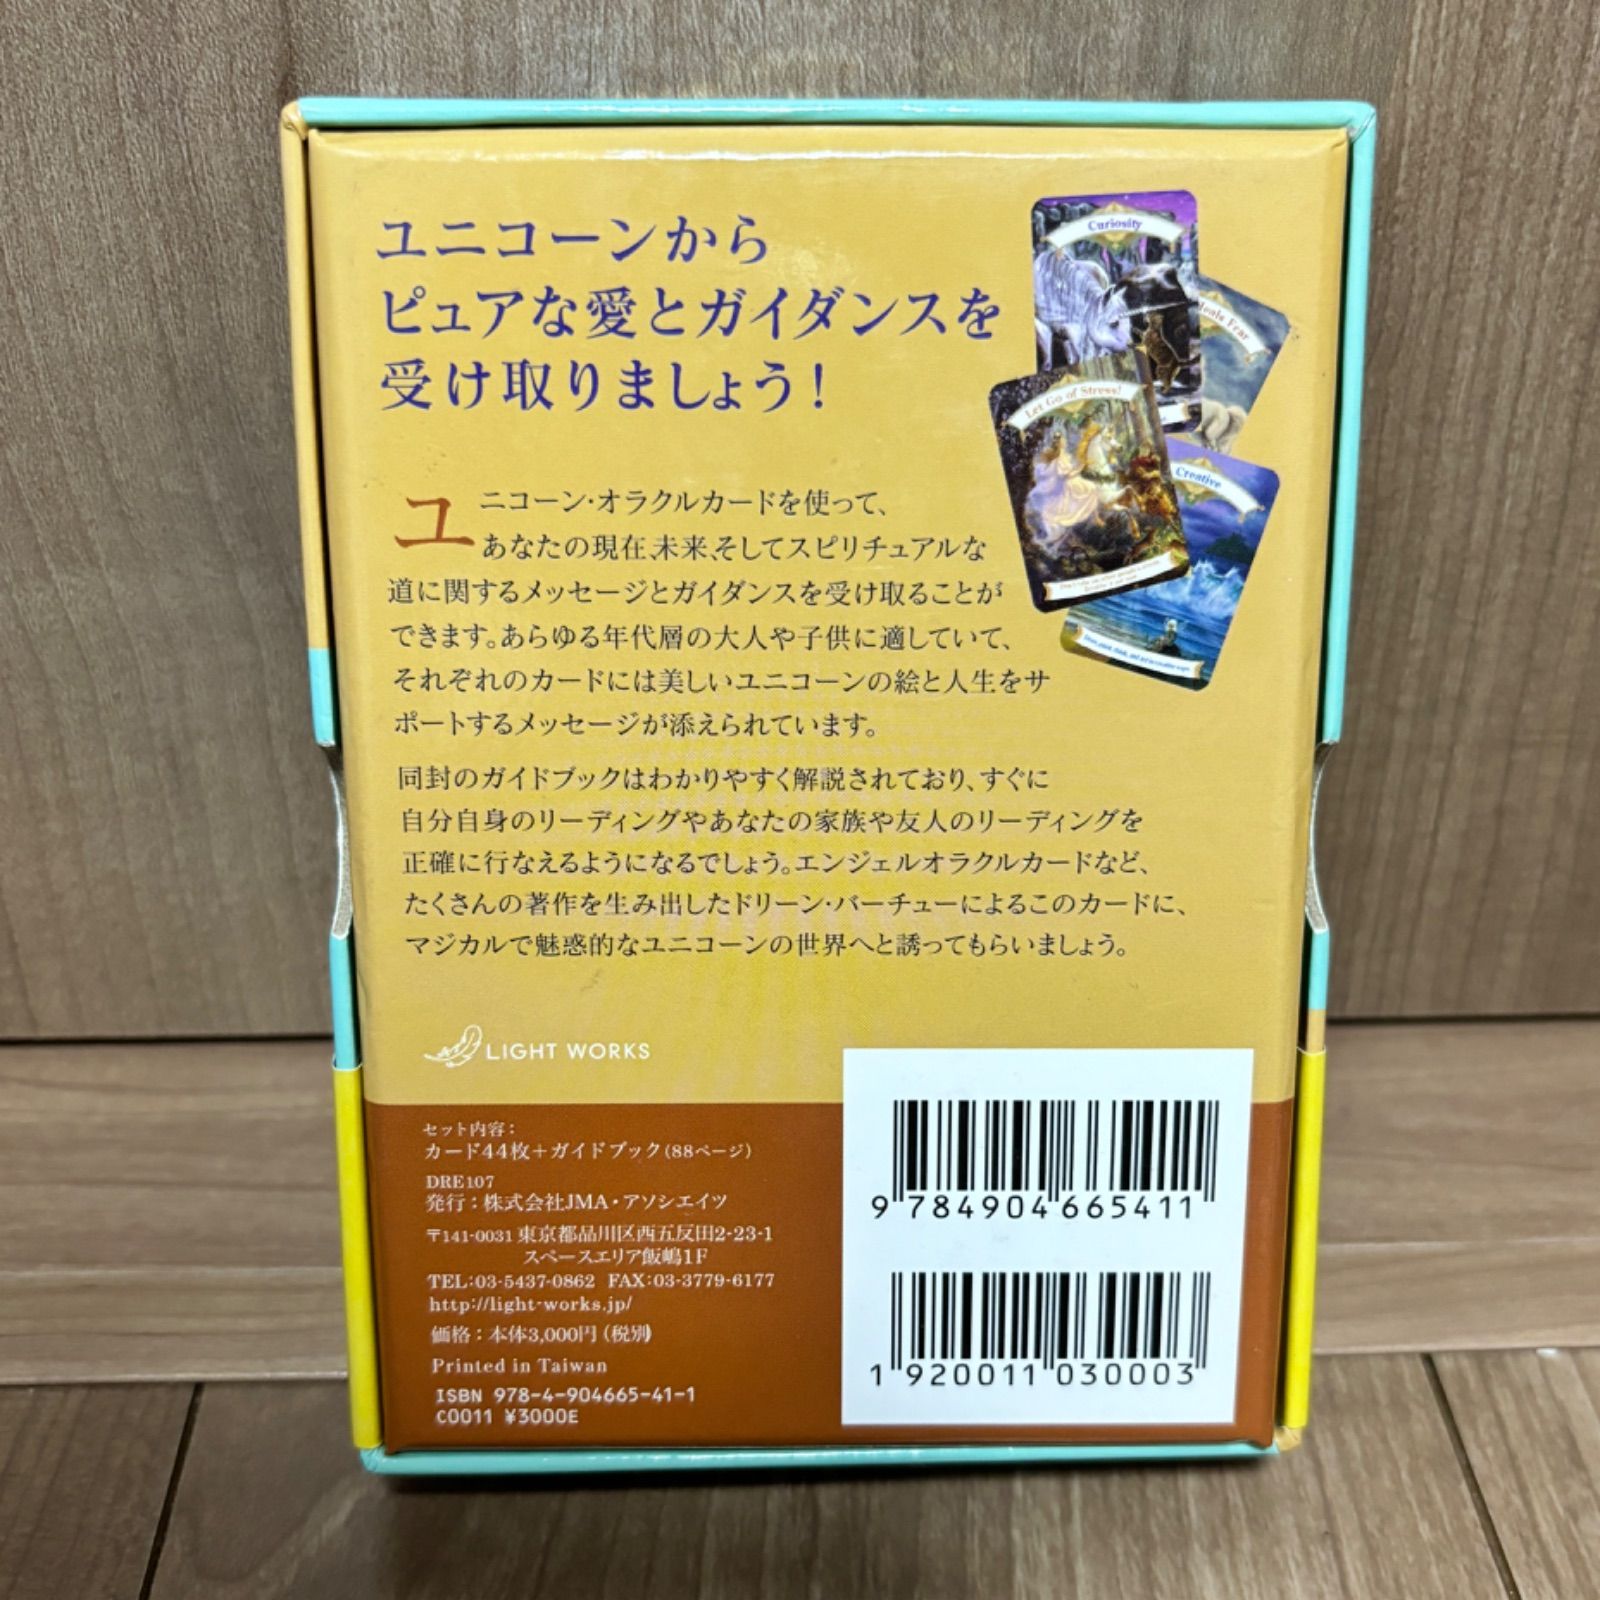 ユニコーンから
ピュアな愛とガイダンスを
受け取りましょう!
Curiosity
Heals Fear
Let Go of Stress!
Creative
ユニコーン・オラクルカードを使って、
あなたの現在、未来、そしてスピリチュアルな
道に関するメッセージとガイダンスを受け取ることが
できます。あらゆる年代層の大人や子供に適していて、
それぞれのカードには美しいユニコーンの絵と人生をサ
ポートするメッセージが添えられています。
同封のガイドブックはわかりやすく解説されており、すぐに
自分自身のリーディングやあなたの家族や友人のリーディングを
正確に行なえるようになるでしょう。エンジェルオラクルカードなど、
たくさんの著作を生み出したドリーン・バーチューによるこのカードに、
マジカルで魅惑的なユニコーンの世界へと誘ってもらいましょう。
LIGHT WORKS
セット内容:
カード44枚+ガイドブック(88ページ)
DRE107
発行:株式会社JMA・アソシエイツ
〒141-0031 東京都品川区西五反田2-23-1
スペースエリア飯嶋1F
TEL:03-5437-0862 FAX:03-3779-6177
http://light-works.jp/
価格:本体3,000円(税別)
Printed in Taiwan
ISBN 978-4-904665-41-1
C0011 ¥3000E
9 784904 665411
1 920011 030003